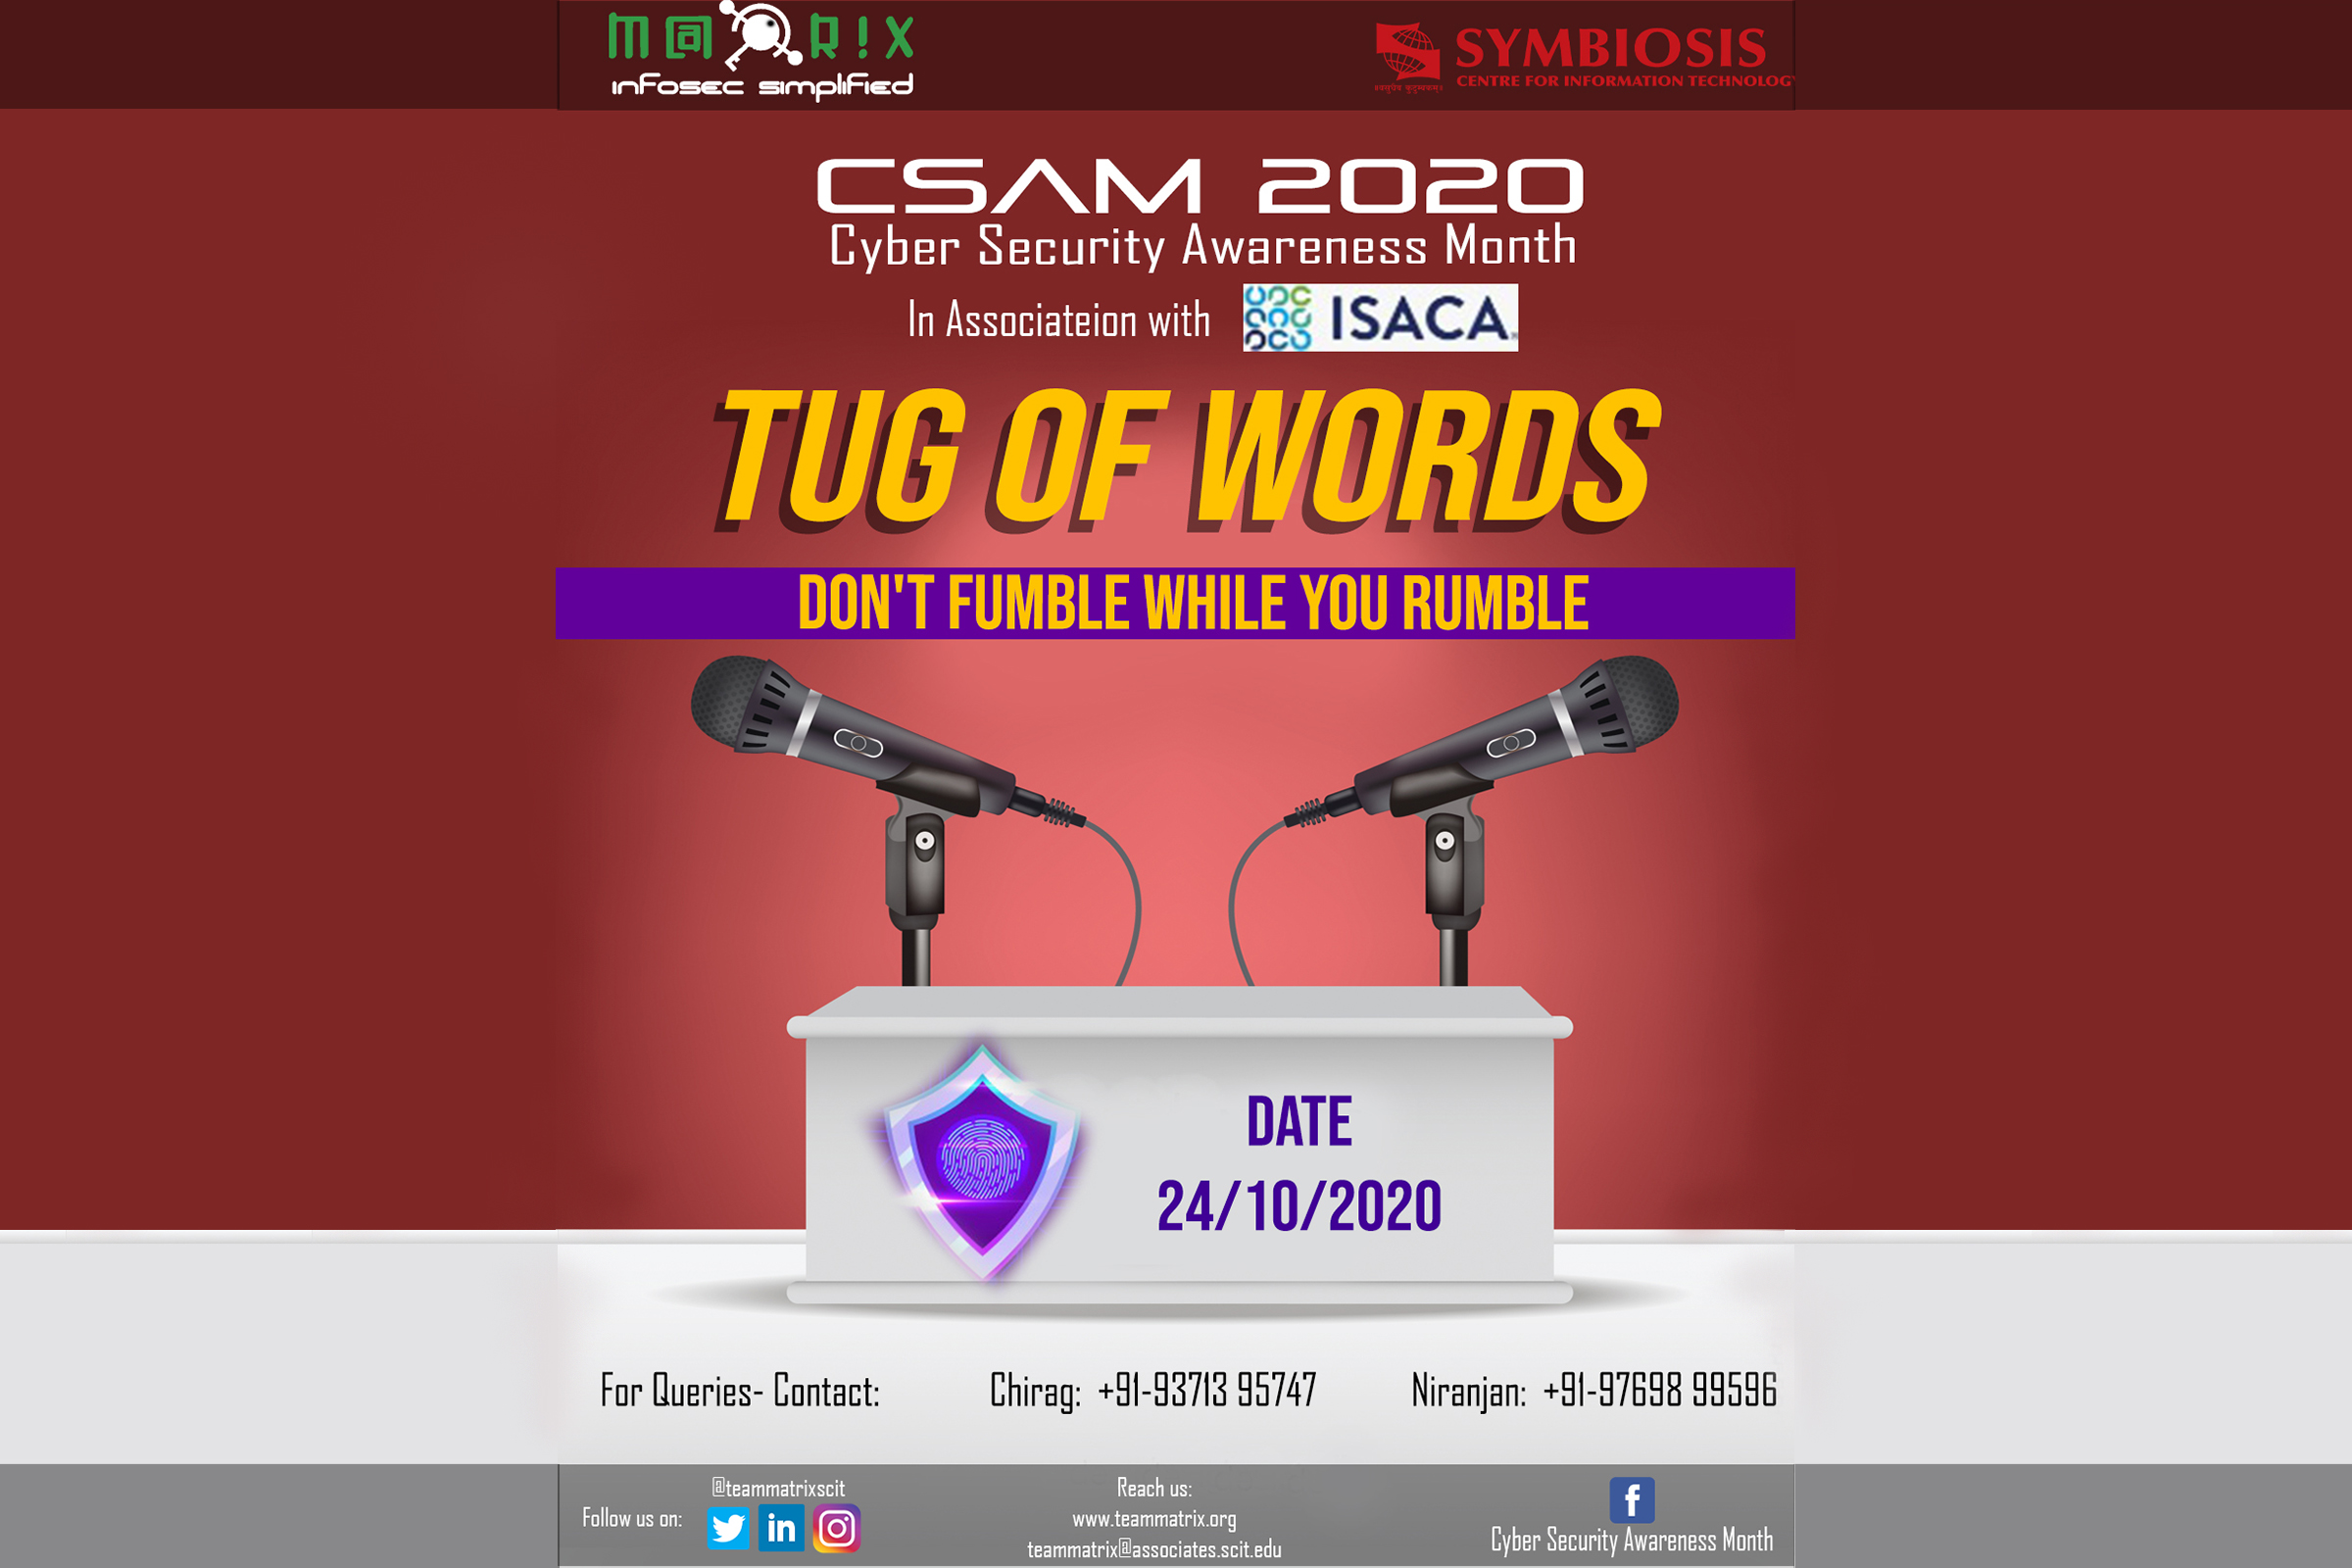 M@TR!X
infosec simplified
SYMBIOSIS
CENTRE FOR INFORMATION TECHNOLOGY
॥वसुधैव कुटुम्बकम्॥
CSAM 2020
Cyber Security Awareness Month
In Associateion with ISACA
TUG OF WORDS
DON'T FUMBLE WHILE YOU RUMBLE
DATE
24/10/2020
For Queries- Contact: Chirag: +91-93713 95747 Niranjan: +91-97698 99596
@teammatrixscit
Follow us on:
Reach us:
www.teammatrix.org
teammatrix@associates.scit.edu
Cyber Security Awareness Month